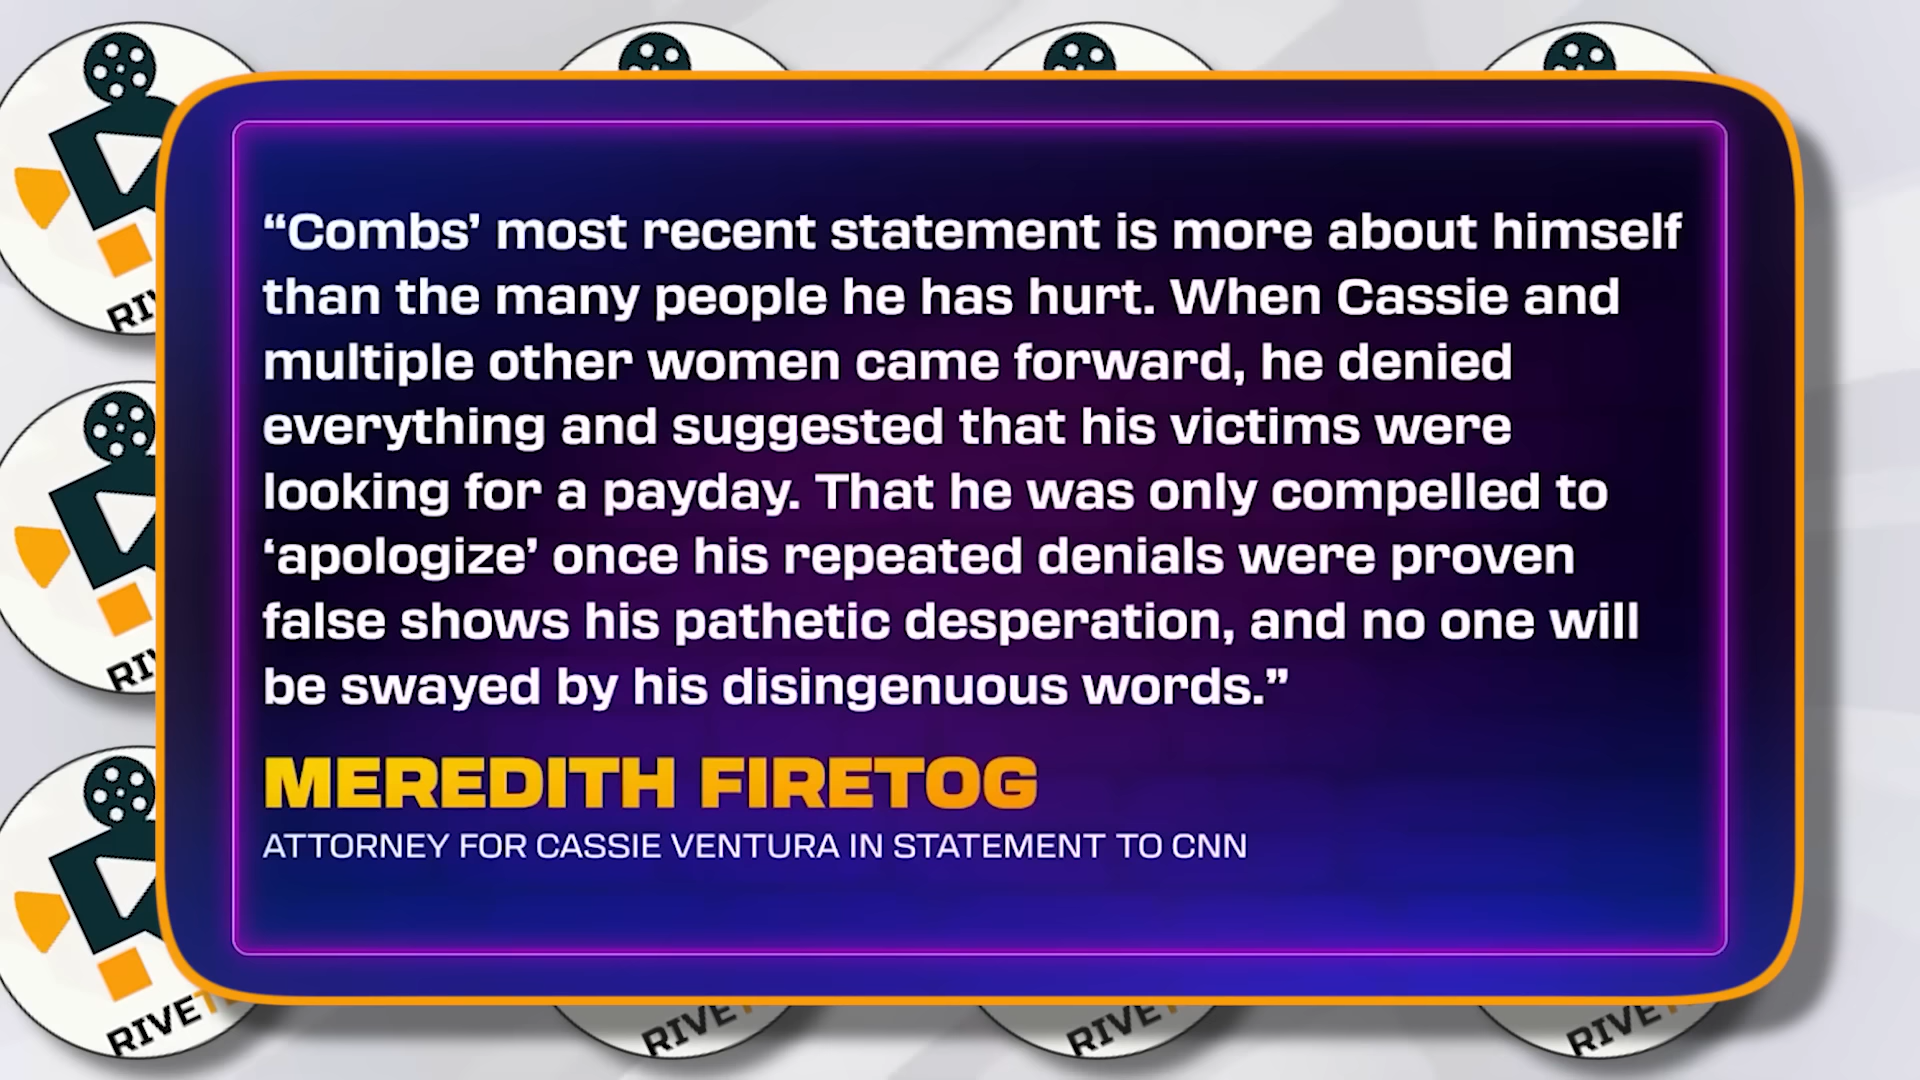 “Combs’ most recent statement is more about himself
than the many people he has hurt. When Cassie and
multiple other women came forward, he denied
everything and suggested that his victims were
looking for a payday. That he was only compelled to
‘apologize’ once his repeated denials were proven
false shows his pathetic desperation, and no one will
be swayed by his disingenuous words.”
MEREDITH FIRETOG
ATTORNEY FOR CASSIE VENTURA IN STATEMENT TO CNN